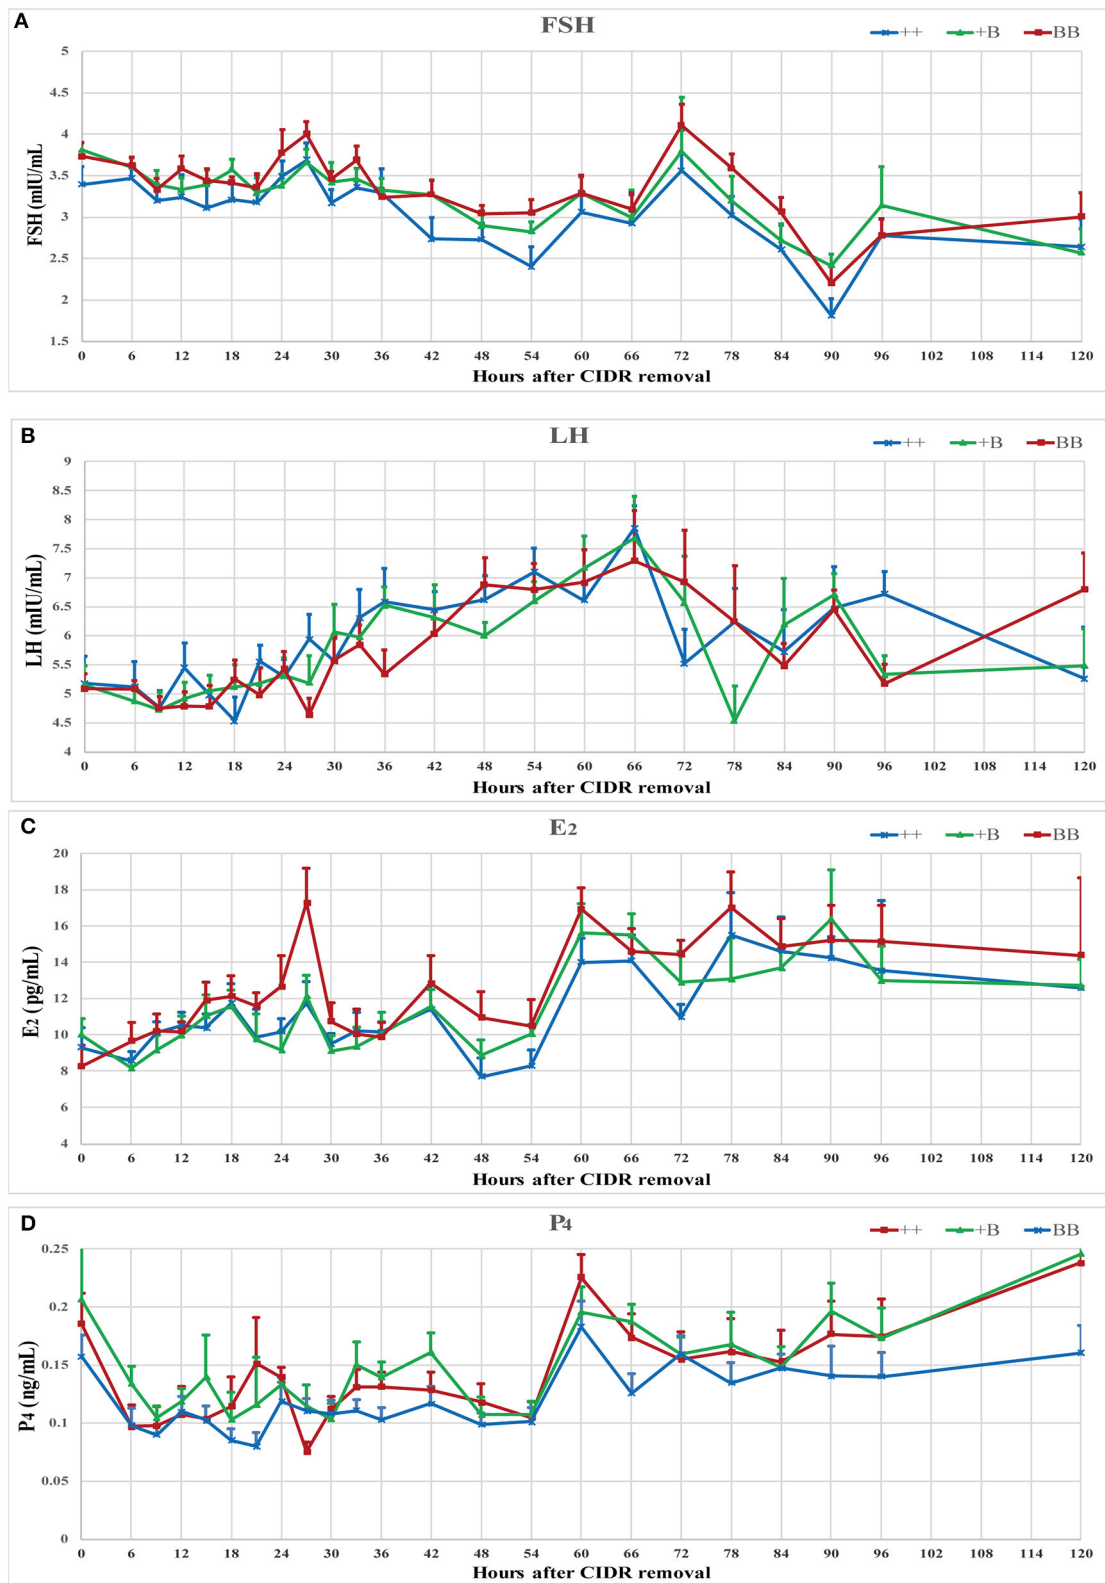 A
FSH
++ +B BB
5
4.5
4
3.5
3
2.5
2
1.5
FSH (mIU/mL
0 6 12 18 24 30 36 42 48 54 60 66 72 78 84 90 96 102 108 114 120
Hours after CIDR removal
B
LH
++ +B BB
9
8.5
8
7.5
7
6.5
6
5.5
5
4.5
4
LH (mIU/mL)
0 6 12 18 24 30 36 42 48 54 60 66 72 78 84 90 96 102 108 114 120
Hours after CIDR removal
C
E2
++ +B BB
20
18
16
14
12
10
8
6
4
E2 (pg/mL)
0 6 12 18 24 30 36 42 48 54 60 66 72 78 84 90 96 102 108 114 120
Hours after CIDR removal
D
P4
++ +B BB
0.25
0.2
0.15
0.1
0.05
0
P4 (ng/mL)
0 6 12 18 24 30 36 42 48 54 60 66 72 78 84 90 96 102 108 114 120
Hours after CIDR removal